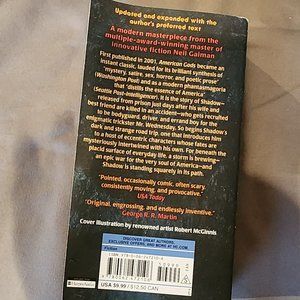 Updated and expanded with the
author's preferred text
A modern masterpiece from the
multiple-award-winning master of
innovative fiction Neil Gaiman
First published in 2001, American Gods became an
instant classic, lauded for its brilliant synthesis of
"mystery, satire, sex, horror, and poetic prose"
(Washington Post) and as a modern phantasmagoria
that "distills the essence of America"
(Seattle Post-Intelligencer). It is the story of Shadow—
released from prison just days after his wife and
best friend are killed in an accident—who gets recruited
to be bodyguard, driver, and errand boy for the
enigmatic trickster Mr. Wednesday. So begins Shadow's
dark and strange road trip, one that introduces him
to a host of eccentric characters whose fates are
mysteriously intertwined with his own. For, beneath the
placid surface of everyday life, a storm is brewing—
an epic war for the very soul of America—and
Shadow is standing squarely in its path.
"Pointed, occasionally comic, often scary,
consistently moving, and provocative."
USA Today
"Original, engrossing, and endlessly inventive."
George R. R. Martin
Cover illustration by renowned artist Robert McGinnis
DISCOVER GREAT AUTHORS,
EXCLUSIVE OFFERS, AND MORE AT HC.COM.
Fiction
USA $9.99 / $12.50 CAN